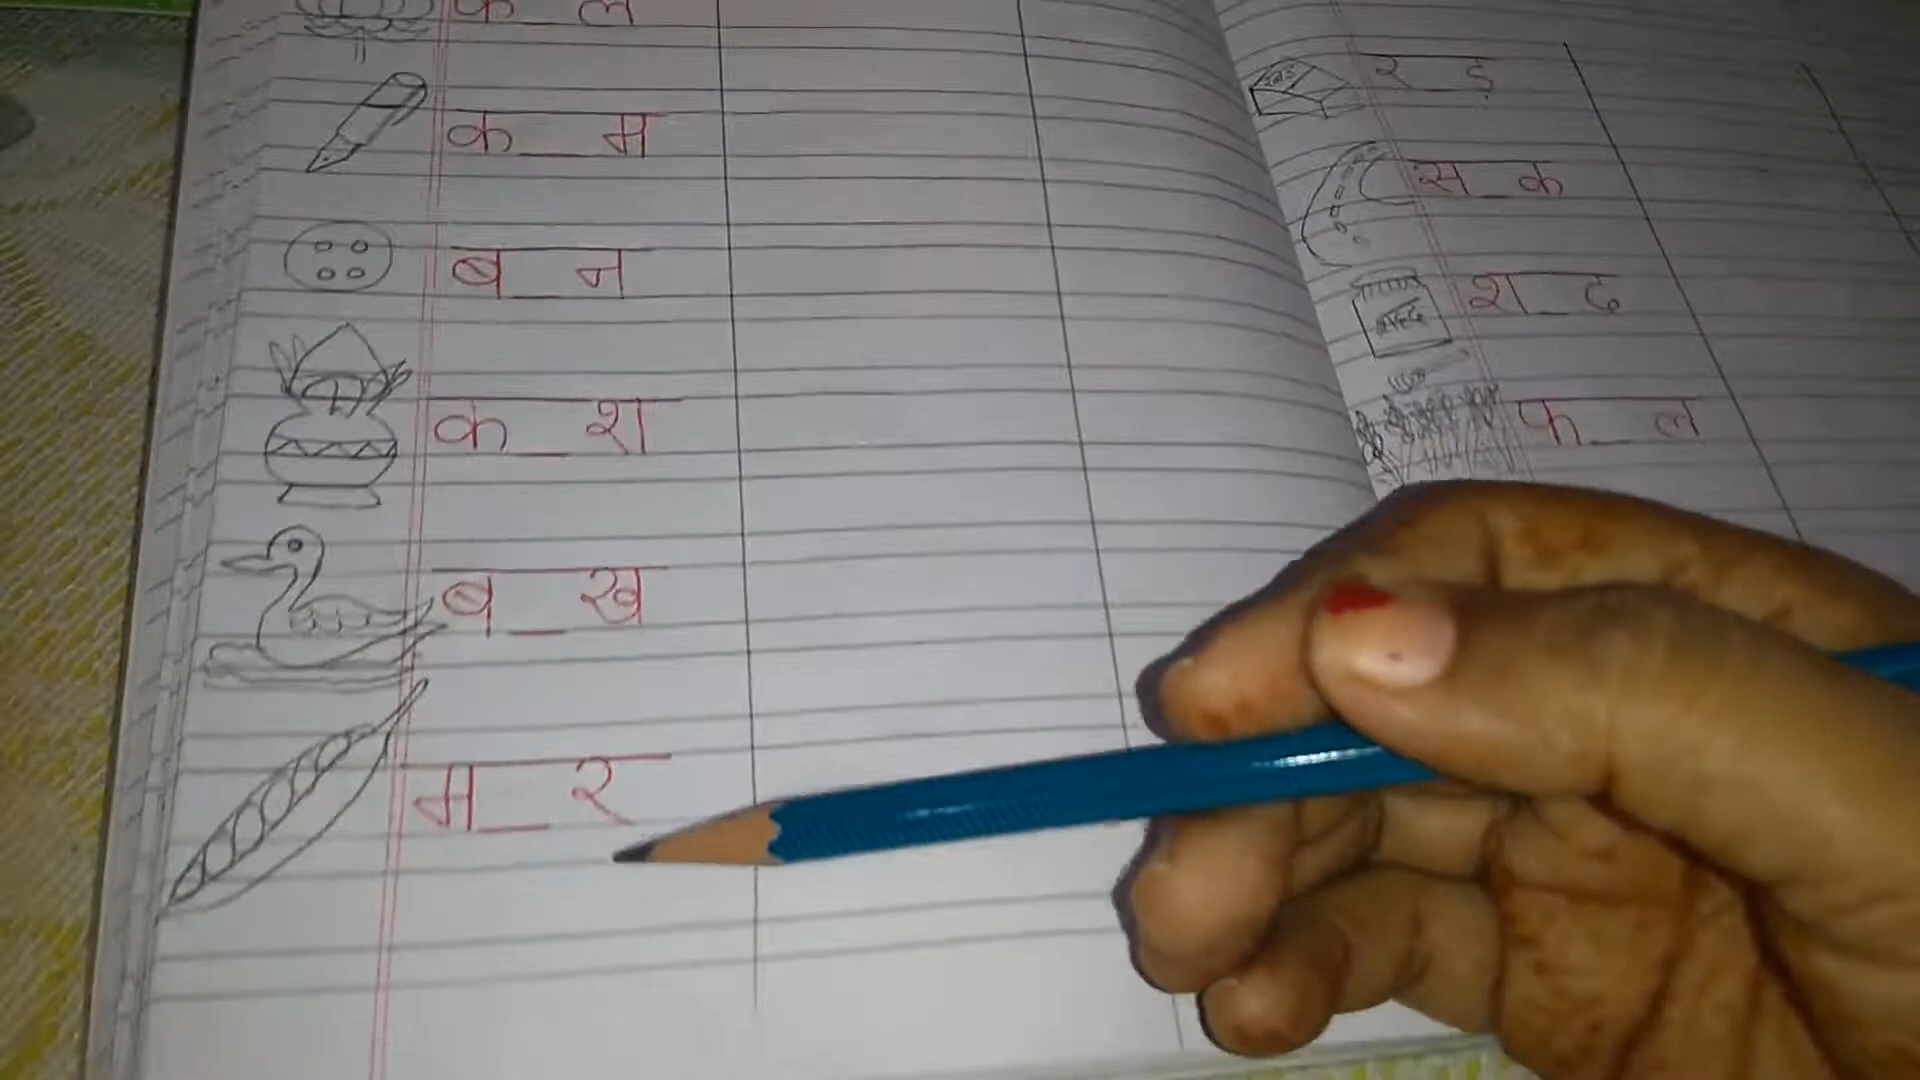 क_ल
क_म
ब_न
क_श
ब_ख
म_र
र_ड़
स_क
श_द
फ_ल